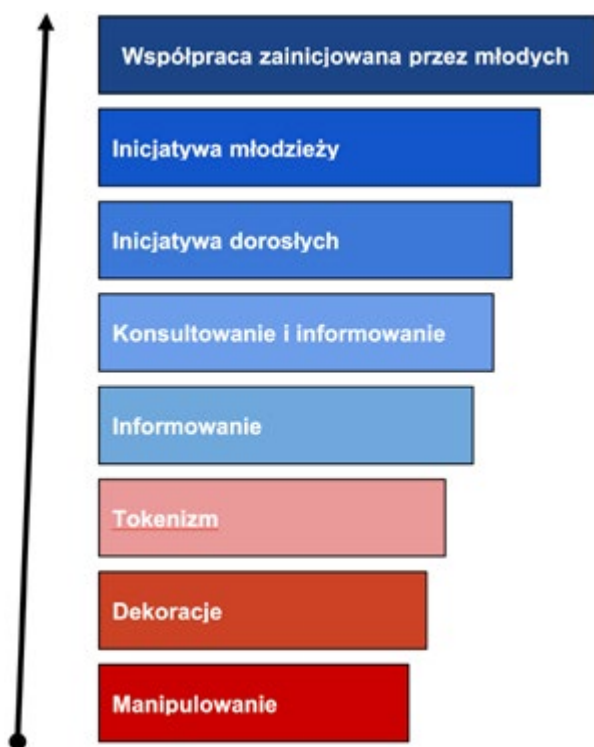 Współpraca zainicjowana przez młodych
Inicjatywa młodzieży
Inicjatywa dorosłych
Konsultowanie i informowanie
Informowanie
Tokenizm
Dekoracje
Manipulowanie